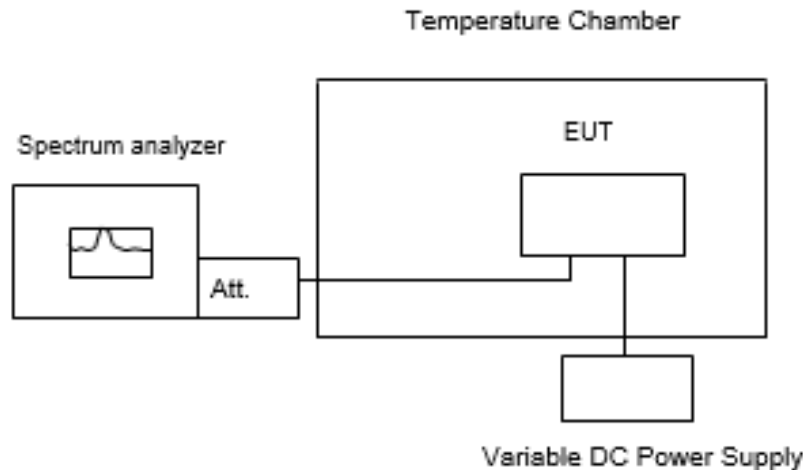 Temperature Chamber
Spectrum analyzer
EUT
Att.
Variable DC Power Supply